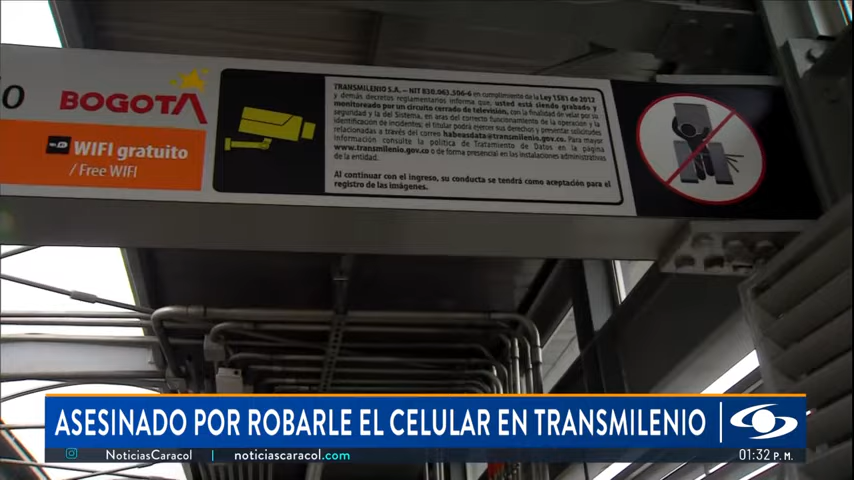 O
BOGOTA
WIFI gratuito
/ Free WIFI
TRANSMILENIO S.A. – NIT 830.063.506-6 en cumplimiento de la Ley 1581 de 2012
y demás decretos reglamentarios informa que, usted está siendo grabado y
monitoreado por un circuito cerrado de televisión, con la finalidad de velar por su
seguridad y la del Sistema, en aras del correcto funcionamiento de la operación y la
identificación de incidentes; el titular podrá ejercer sus derechos y presentar solicitudes
relacionadas a través del correo habeasdata@transmilenio.gov.co. Para mayor
información consulte la política de Tratamiento de Datos en la página
www.transmilenio.gov.co o de forma presencial en las instalaciones administrativas
de la entidad.
Al continuar con el ingreso, su conducta se tendrá como aceptación para el
registro de las imágenes.
ASESINADO POR ROBARLE EL CELULAR EN TRANSMILENIO
NoticiasCaracol | noticiascaracol.com
01:32 P. M.